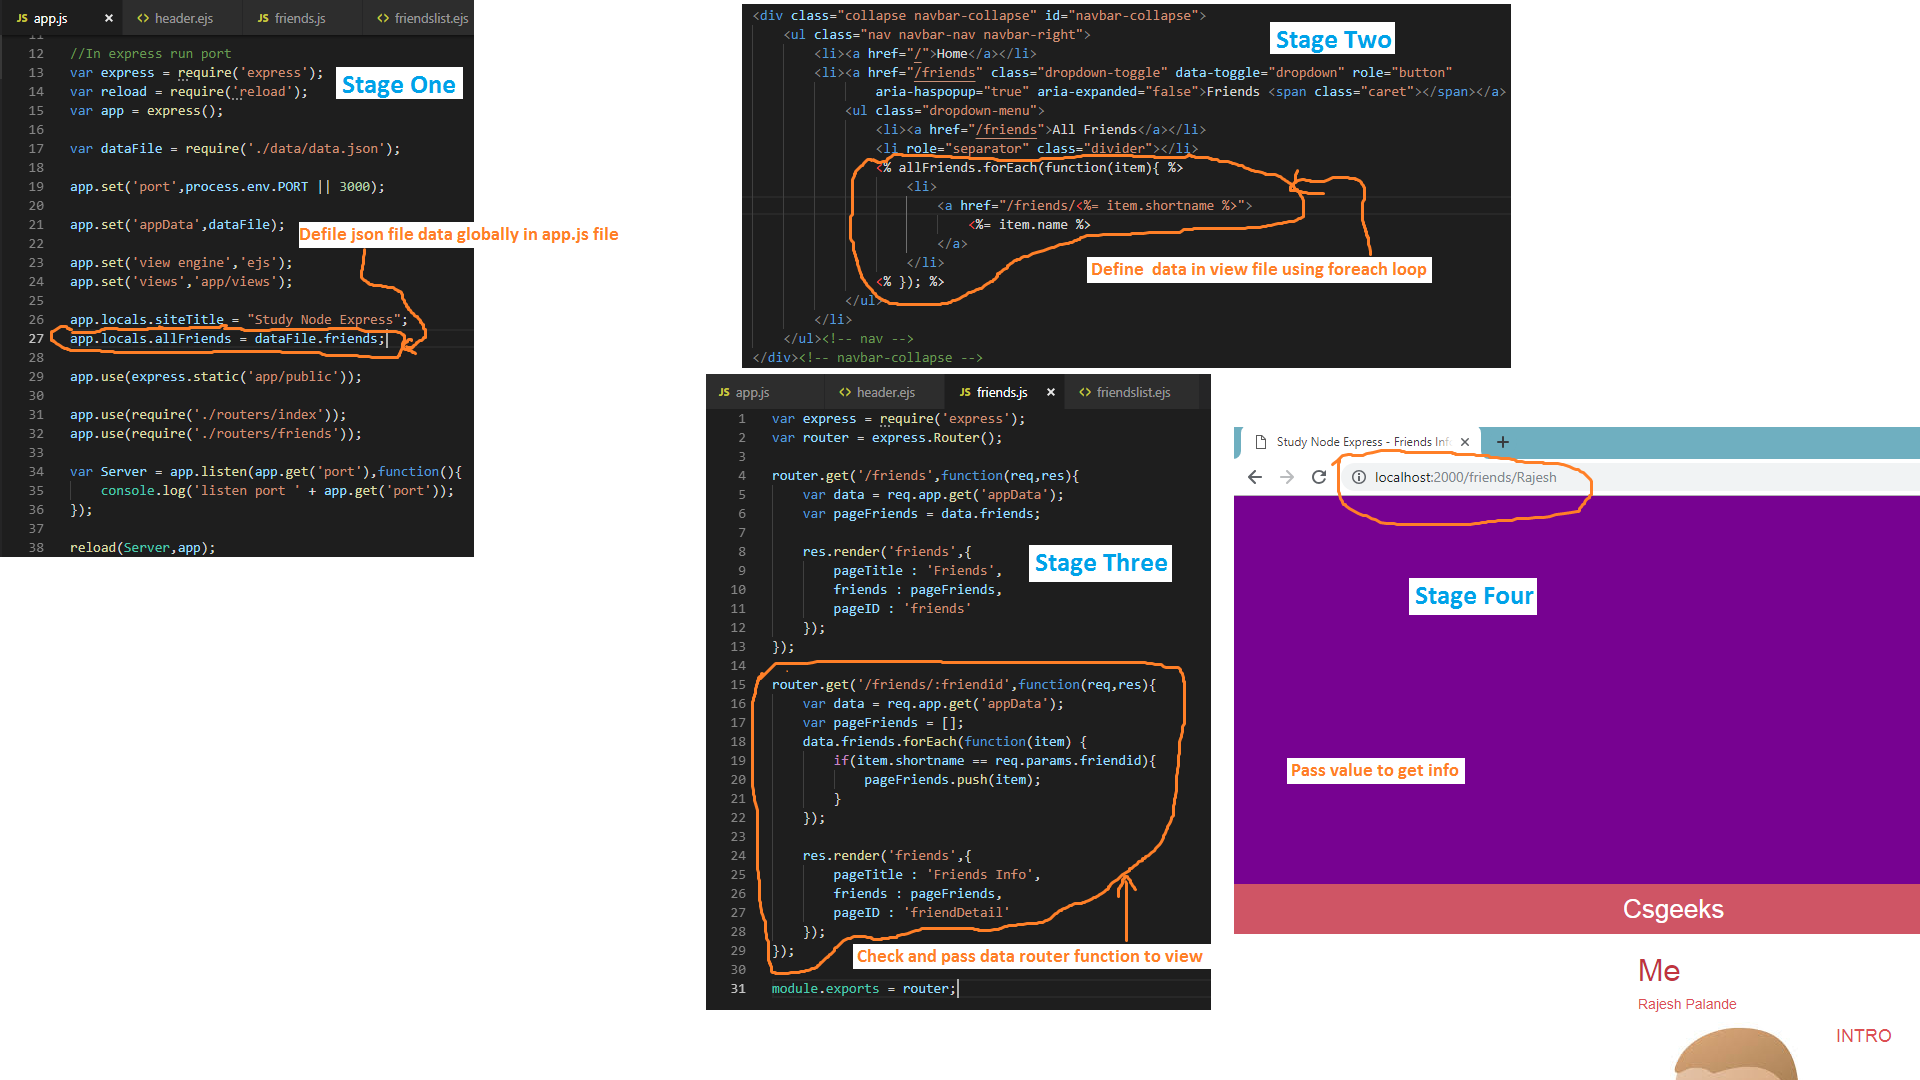 JS app.js × <> header.ejs JS friends.js <> friendslist.ejs
11
12 //In express run port
13 var express = require('express');
14 var reload = require('reload');
15 var app = express();
16
17 var dataFile = require('./data/data.json');
18
19 app.set('port',process.env.PORT || 3000);
20
21 app.set('appData',dataFile);
22
23 app.set('view engine','ejs');
24 app.set('views','app/views');
25
26 app.locals.siteTitle = "Study Node Express";
27 app.locals.allFriends = dataFile.friends;
28
29 app.use(express.static('app/public'));
30
31 app.use(require('./routers/index'));
32 app.use(require('./routers/friends'));
33
34 var Server = app.listen(app.get('port'),function(){
35 console.log('listen port ' + app.get('port'));
36 });
37
38 reload(Server,app);
Stage One
Defile json file data globally in app.js file
<div class="collapse navbar-collapse" id="navbar-collapse">
<ul class="nav navbar-nav navbar-right">
<li><a href="/">Home</a></li>
<li><a href="/friends" class="dropdown-toggle" data-toggle="dropdown" role="button"
aria-haspopup="true" aria-expanded="false">Friends <span class="caret"></span></a>
<ul class="dropdown-menu">
<li><a href="/friends">All Friends</a></li>
<li role="separator" class="divider"></li>
<% allFriends.forEach(function(item){ %>
<li>
<a href="/friends/<%= item.shortname %>">
<%= item.name %>
</a>
</li>
<% }); %>
</ul>
</li>
</ul><!-- nav -->
</div><!-- navbar-collapse -->
Stage Two
Define data in view file using foreach loop
JS app.js <> header.ejs JS friends.js × <> friendslist.ejs
1 var express = require('express');
2 var router = express.Router();
3
4 router.get('/friends',function(req,res){
5 var data = req.app.get('appData');
6 var pageFriends = data.friends;
7
8 res.render('friends',{
9 pageTitle : 'Friends',
10 friends : pageFriends,
11 pageID : 'friends'
12 });
13 });
14
15 router.get('/friends/:friendid',function(req,res){
16 var data = req.app.get('appData');
17 var pageFriends = [];
18 data.friends.forEach(function(item) {
19 if(item.shortname == req.params.friendid){
20 pageFriends.push(item);
21 }
22 });
23
24 res.render('friends',{
25 pageTitle : 'Friends Info',
26 friends : pageFriends,
27 pageID : 'friendDetail'
28 });
29 });
30
31 module.exports = router;
Stage Three
Check and pass data router function to view
Study Node Express - Friends Inf × +
localhost:2000/friends/Rajesh
Stage Four
Pass value to get info
Csgeeks
Me
Rajesh Palande
INTRO